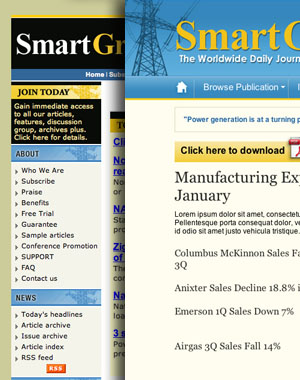 SmartGr
Home | Subs
JOIN TODAY
Gain immediate access
to all our articles,
features, discussion
group, archives plus.
Click here for details.
ABOUT
Who We Are
Subscribe
Praise
Benefits
Free Trial
Guarantee
Sample articles
Conference Promotion
SUPPORT
FAQ
Contact us
NEWS
Today's headlines
Article archive
Issue archive
Article index
RSS feed
RSS
SmartG
The Worldwide Daily Journ
Browse Publication
"Power generation is at a turning p
Click here to download
Manufacturing Exp
January
Lorem ipsum dolor sit amet, consectetu
Pellentesque porta consequat neque, i
id odio sit amet justo vehicula tristique.
Columbus McKinnon Sales Fa
3Q
Anixter Sales Decline 18.8% i
Emerson 1Q Sales Down 7%
Airgas 3Q Sales Fall 14%